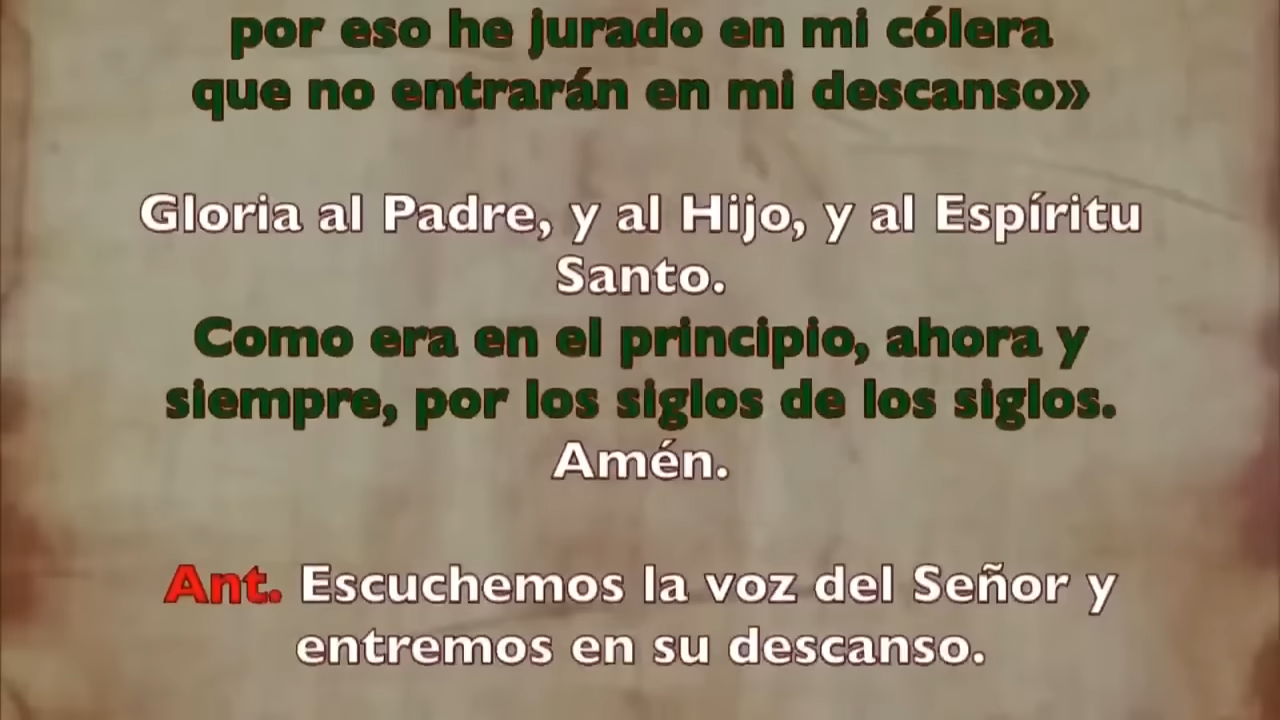 por eso he jurado en mi cólera
que no entrarán en mi descanso»
Gloria al Padre, y al Hijo, y al Espíritu
Santo.
Como era en el principio, ahora y
siempre, por los siglos de los siglos.
Amén.
Ant. Escuchemos la voz del Señor y
entremos en su descanso.